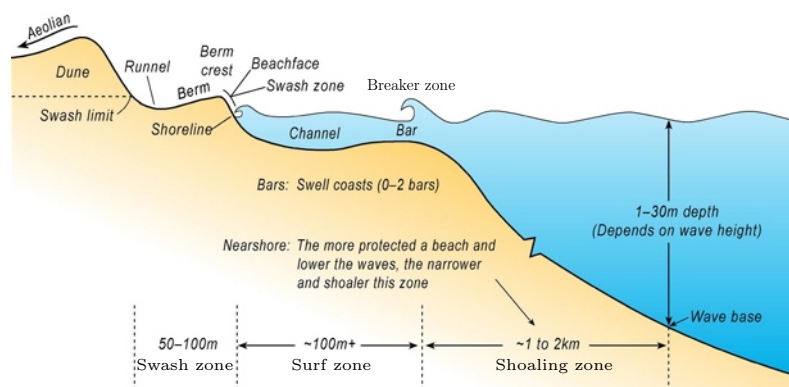 Aeolian
Dune
Runnel
Berm
crest
Beachface
Swash zone
Berm
Swash limit
Shoreline
Breaker zone
Channel
Bar
Bars: Swell coasts (0–2 bars)
1–30m depth
(Depends on wave height)
Nearshore: The more protected a beach and
lower the waves, the narrower
and shoaler this zone
Wave base
50–100m
~100m+
~1 to 2km
Swash zone
Surf zone
Shoaling zone